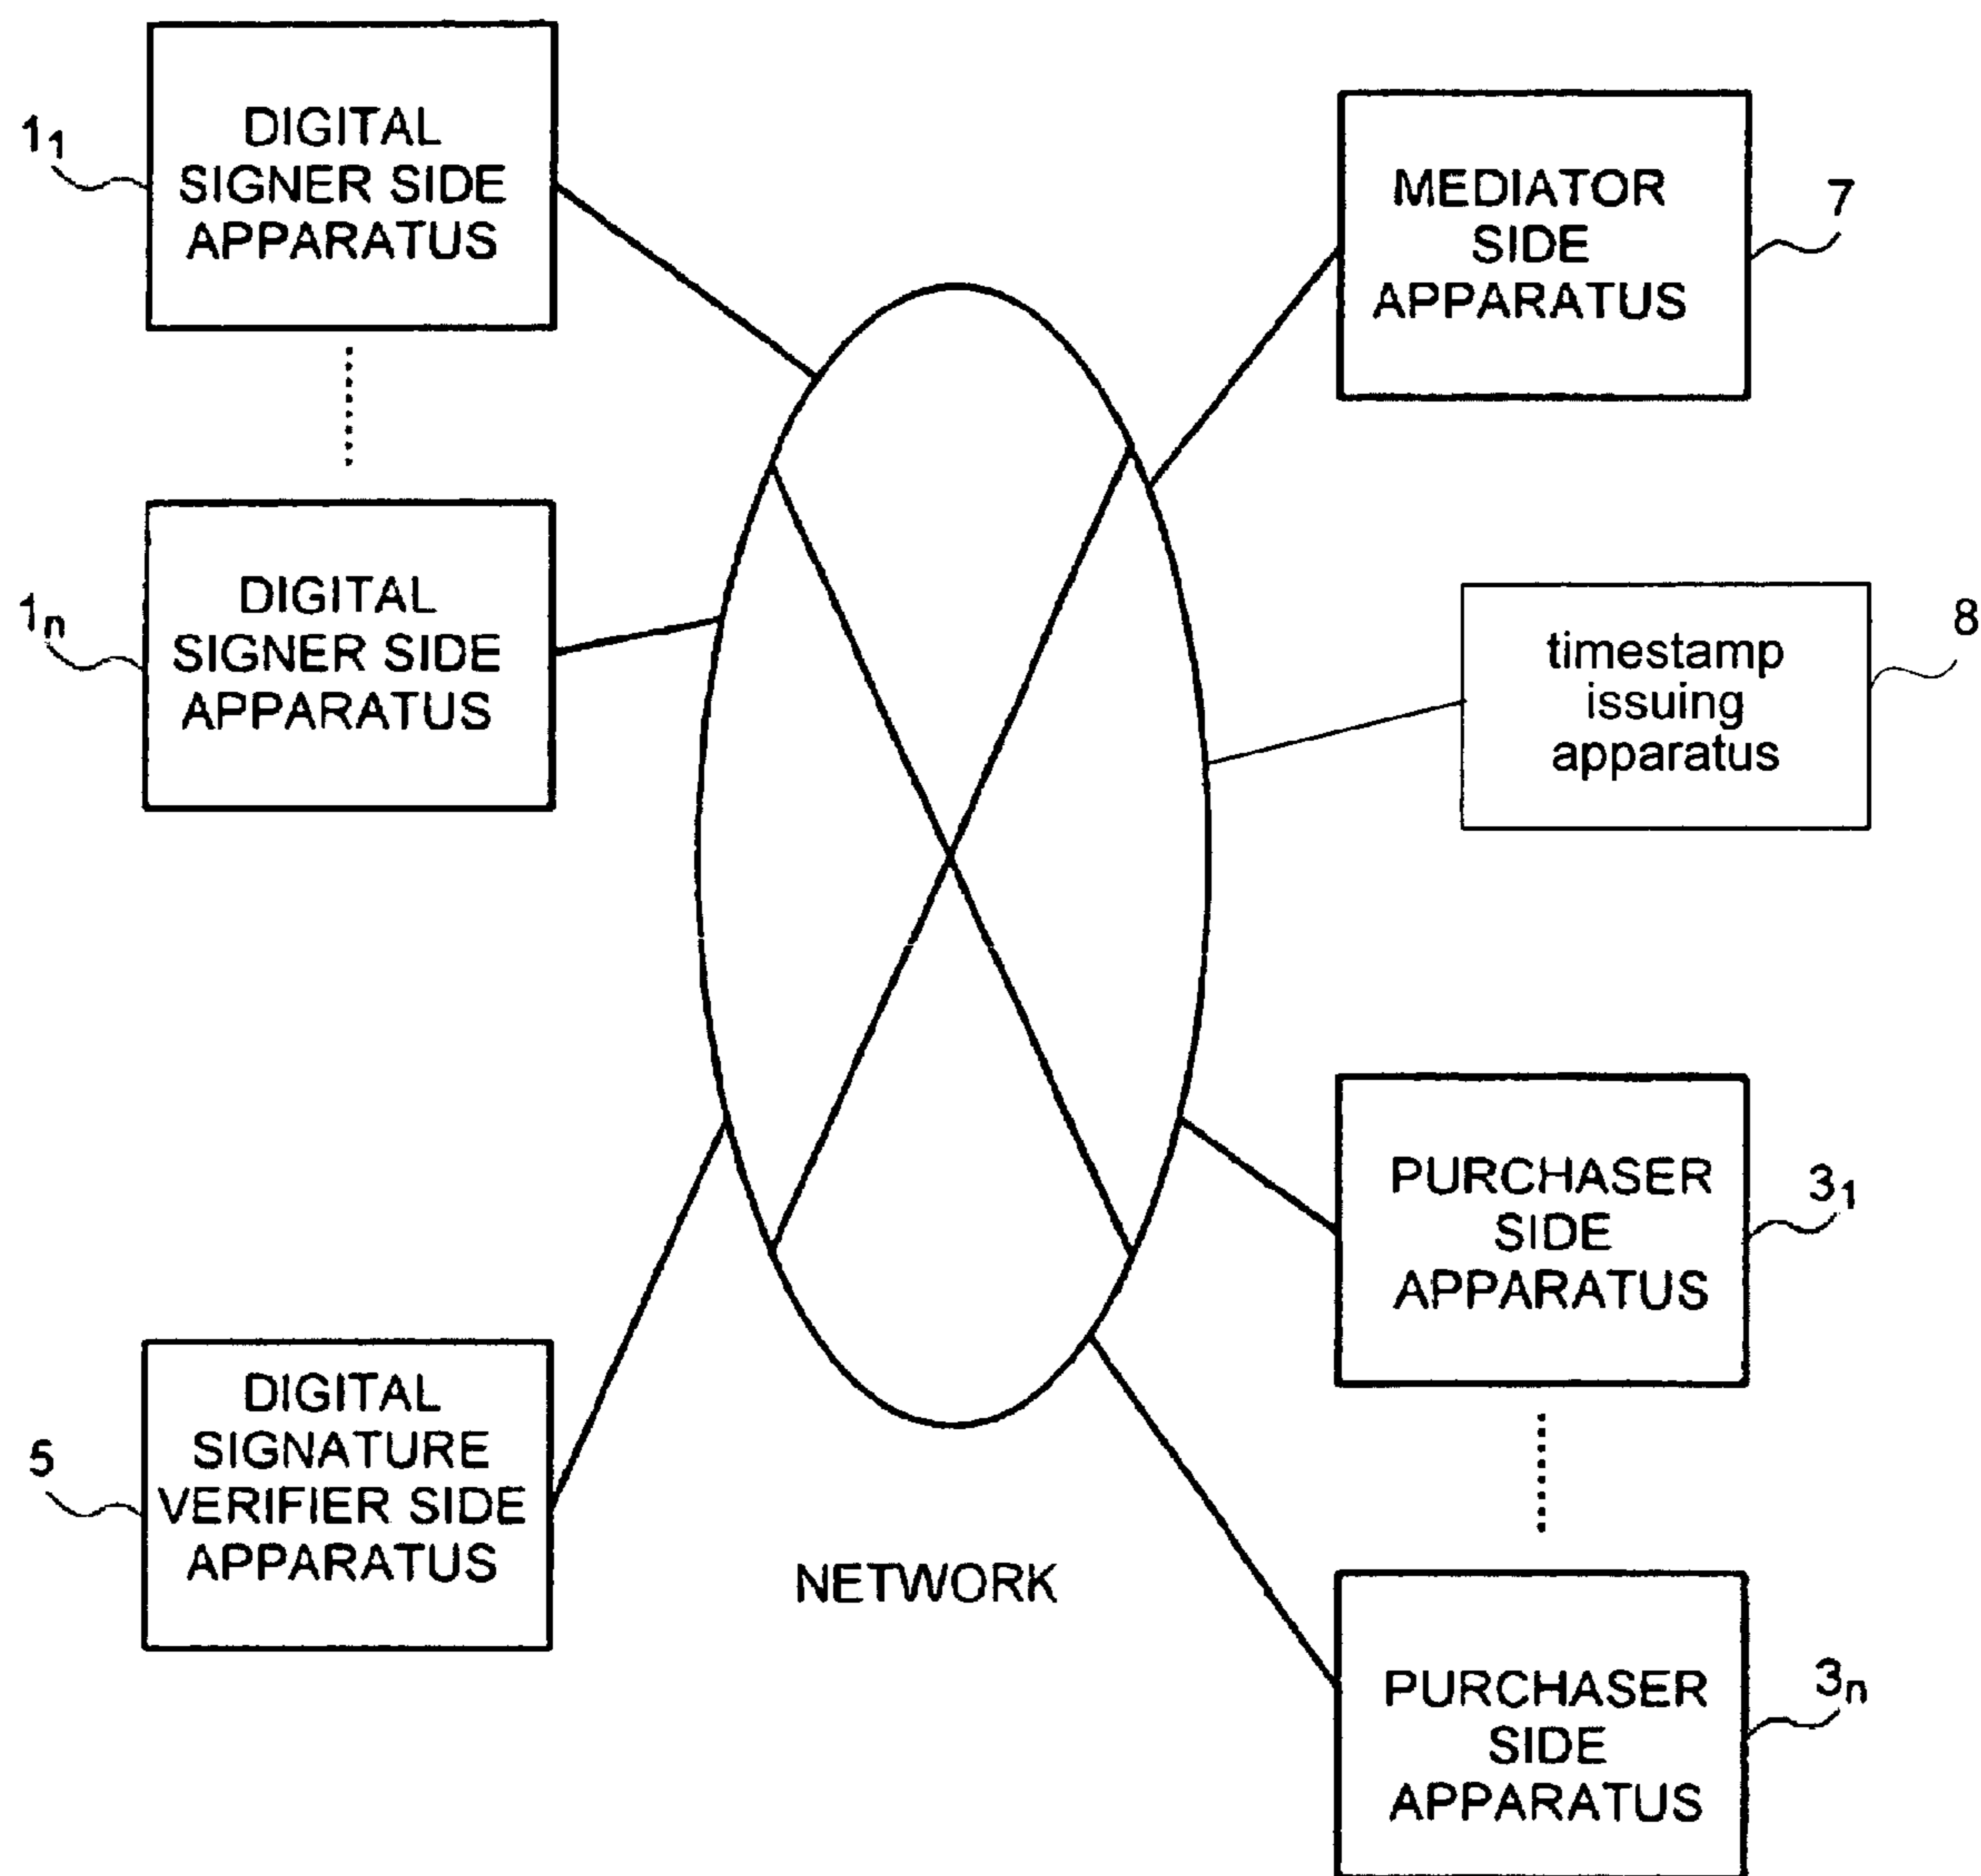 1₁
DIGITAL
SIGNER SIDE
APPARATUS
1ₙ
DIGITAL
SIGNER SIDE
APPARATUS
5
DIGITAL
SIGNATURE
VERIFIER SIDE
APPARATUS
NETWORK
MEDIATOR
SIDE
APPARATUS
7
timestamp
issuing
apparatus
8
PURCHASER
SIDE
APPARATUS
3₁
PURCHASER
SIDE
APPARATUS
3ₙ